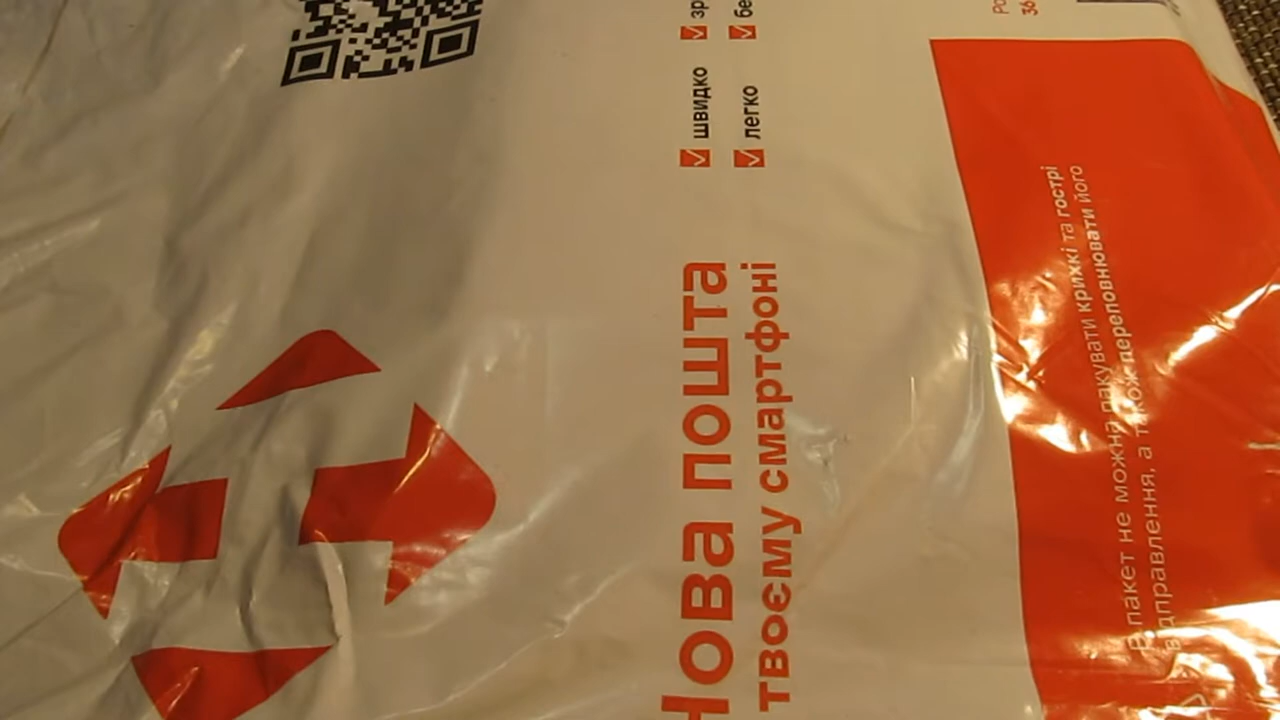 нова пошта
твоєму смартфоні
швидко
легко
В пакет не можна пакувати крихкі та гострі
відправлення, а також переповнювати його